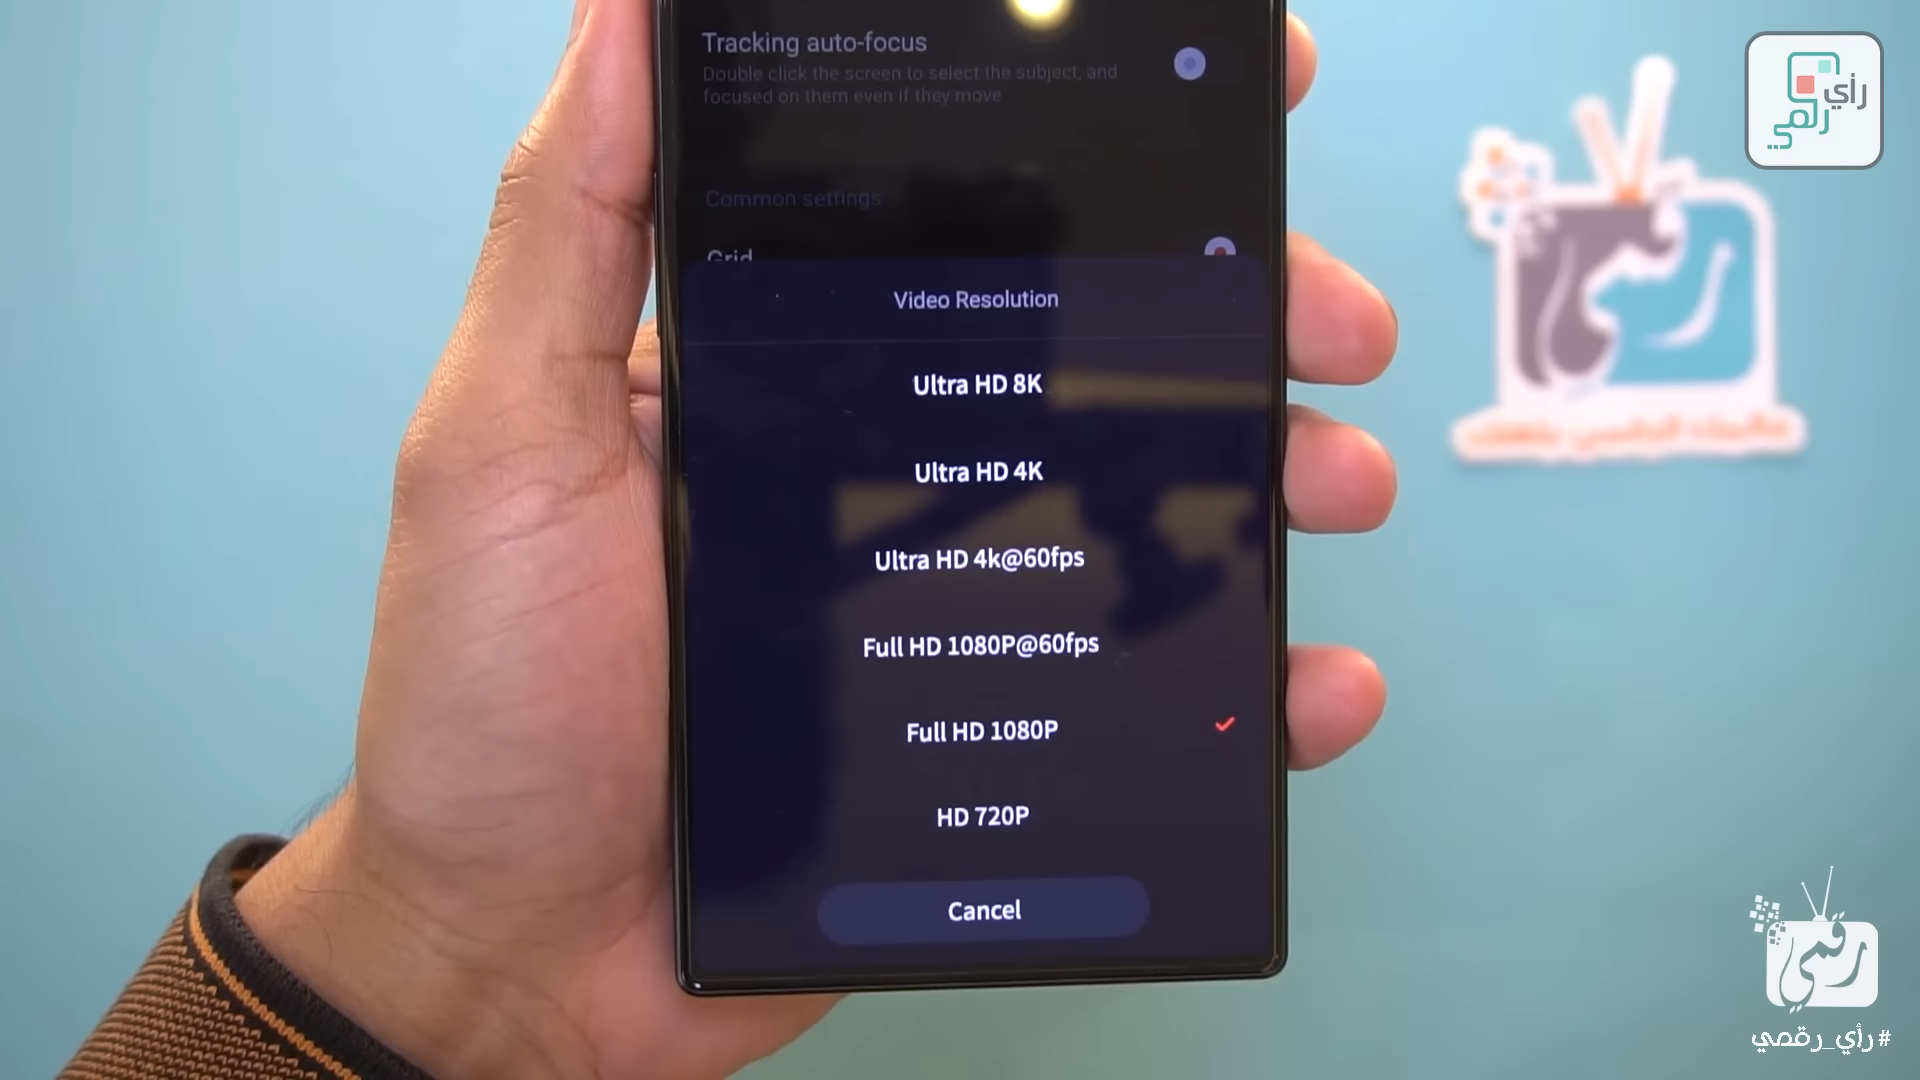 Tracking auto-focus
Double click the screen to select the subject, and
focused on them even if they move
Common settings
Grid
Video Resolution
Ultra HD 8K
Ultra HD 4K
Ultra HD 4k@60fps
Full HD 1080P@60fps
Full HD 1080P
HD 720P
Cancel
رأي
رقمي
رقمي
#رأي_رقمي